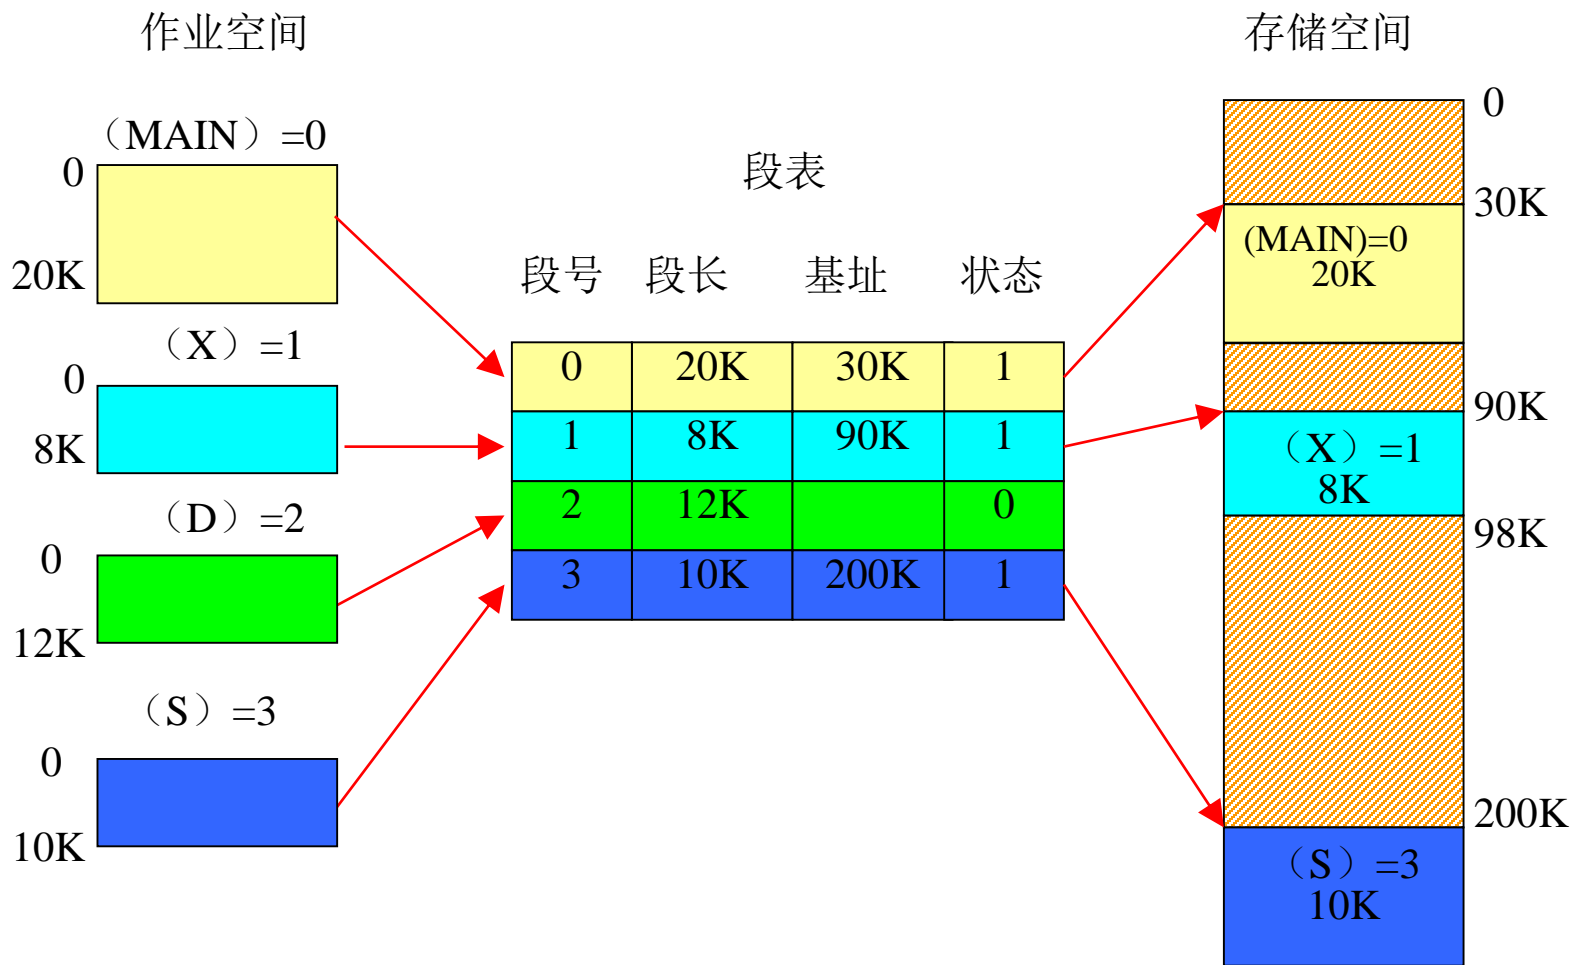 作业空间
存储空间
（MAIN）=0
0
20K
（X）=1
0
8K
（D）=2
0
12K
（S）=3
0
10K
段表
段号 段长 基址 状态
0 20K 30K 1
1 8K 90K 1
2 12K 0
3 10K 200K 1
0
30K
(MAIN)=0
20K
90K
（X）=1
8K
98K
200K
（S）=3
10K